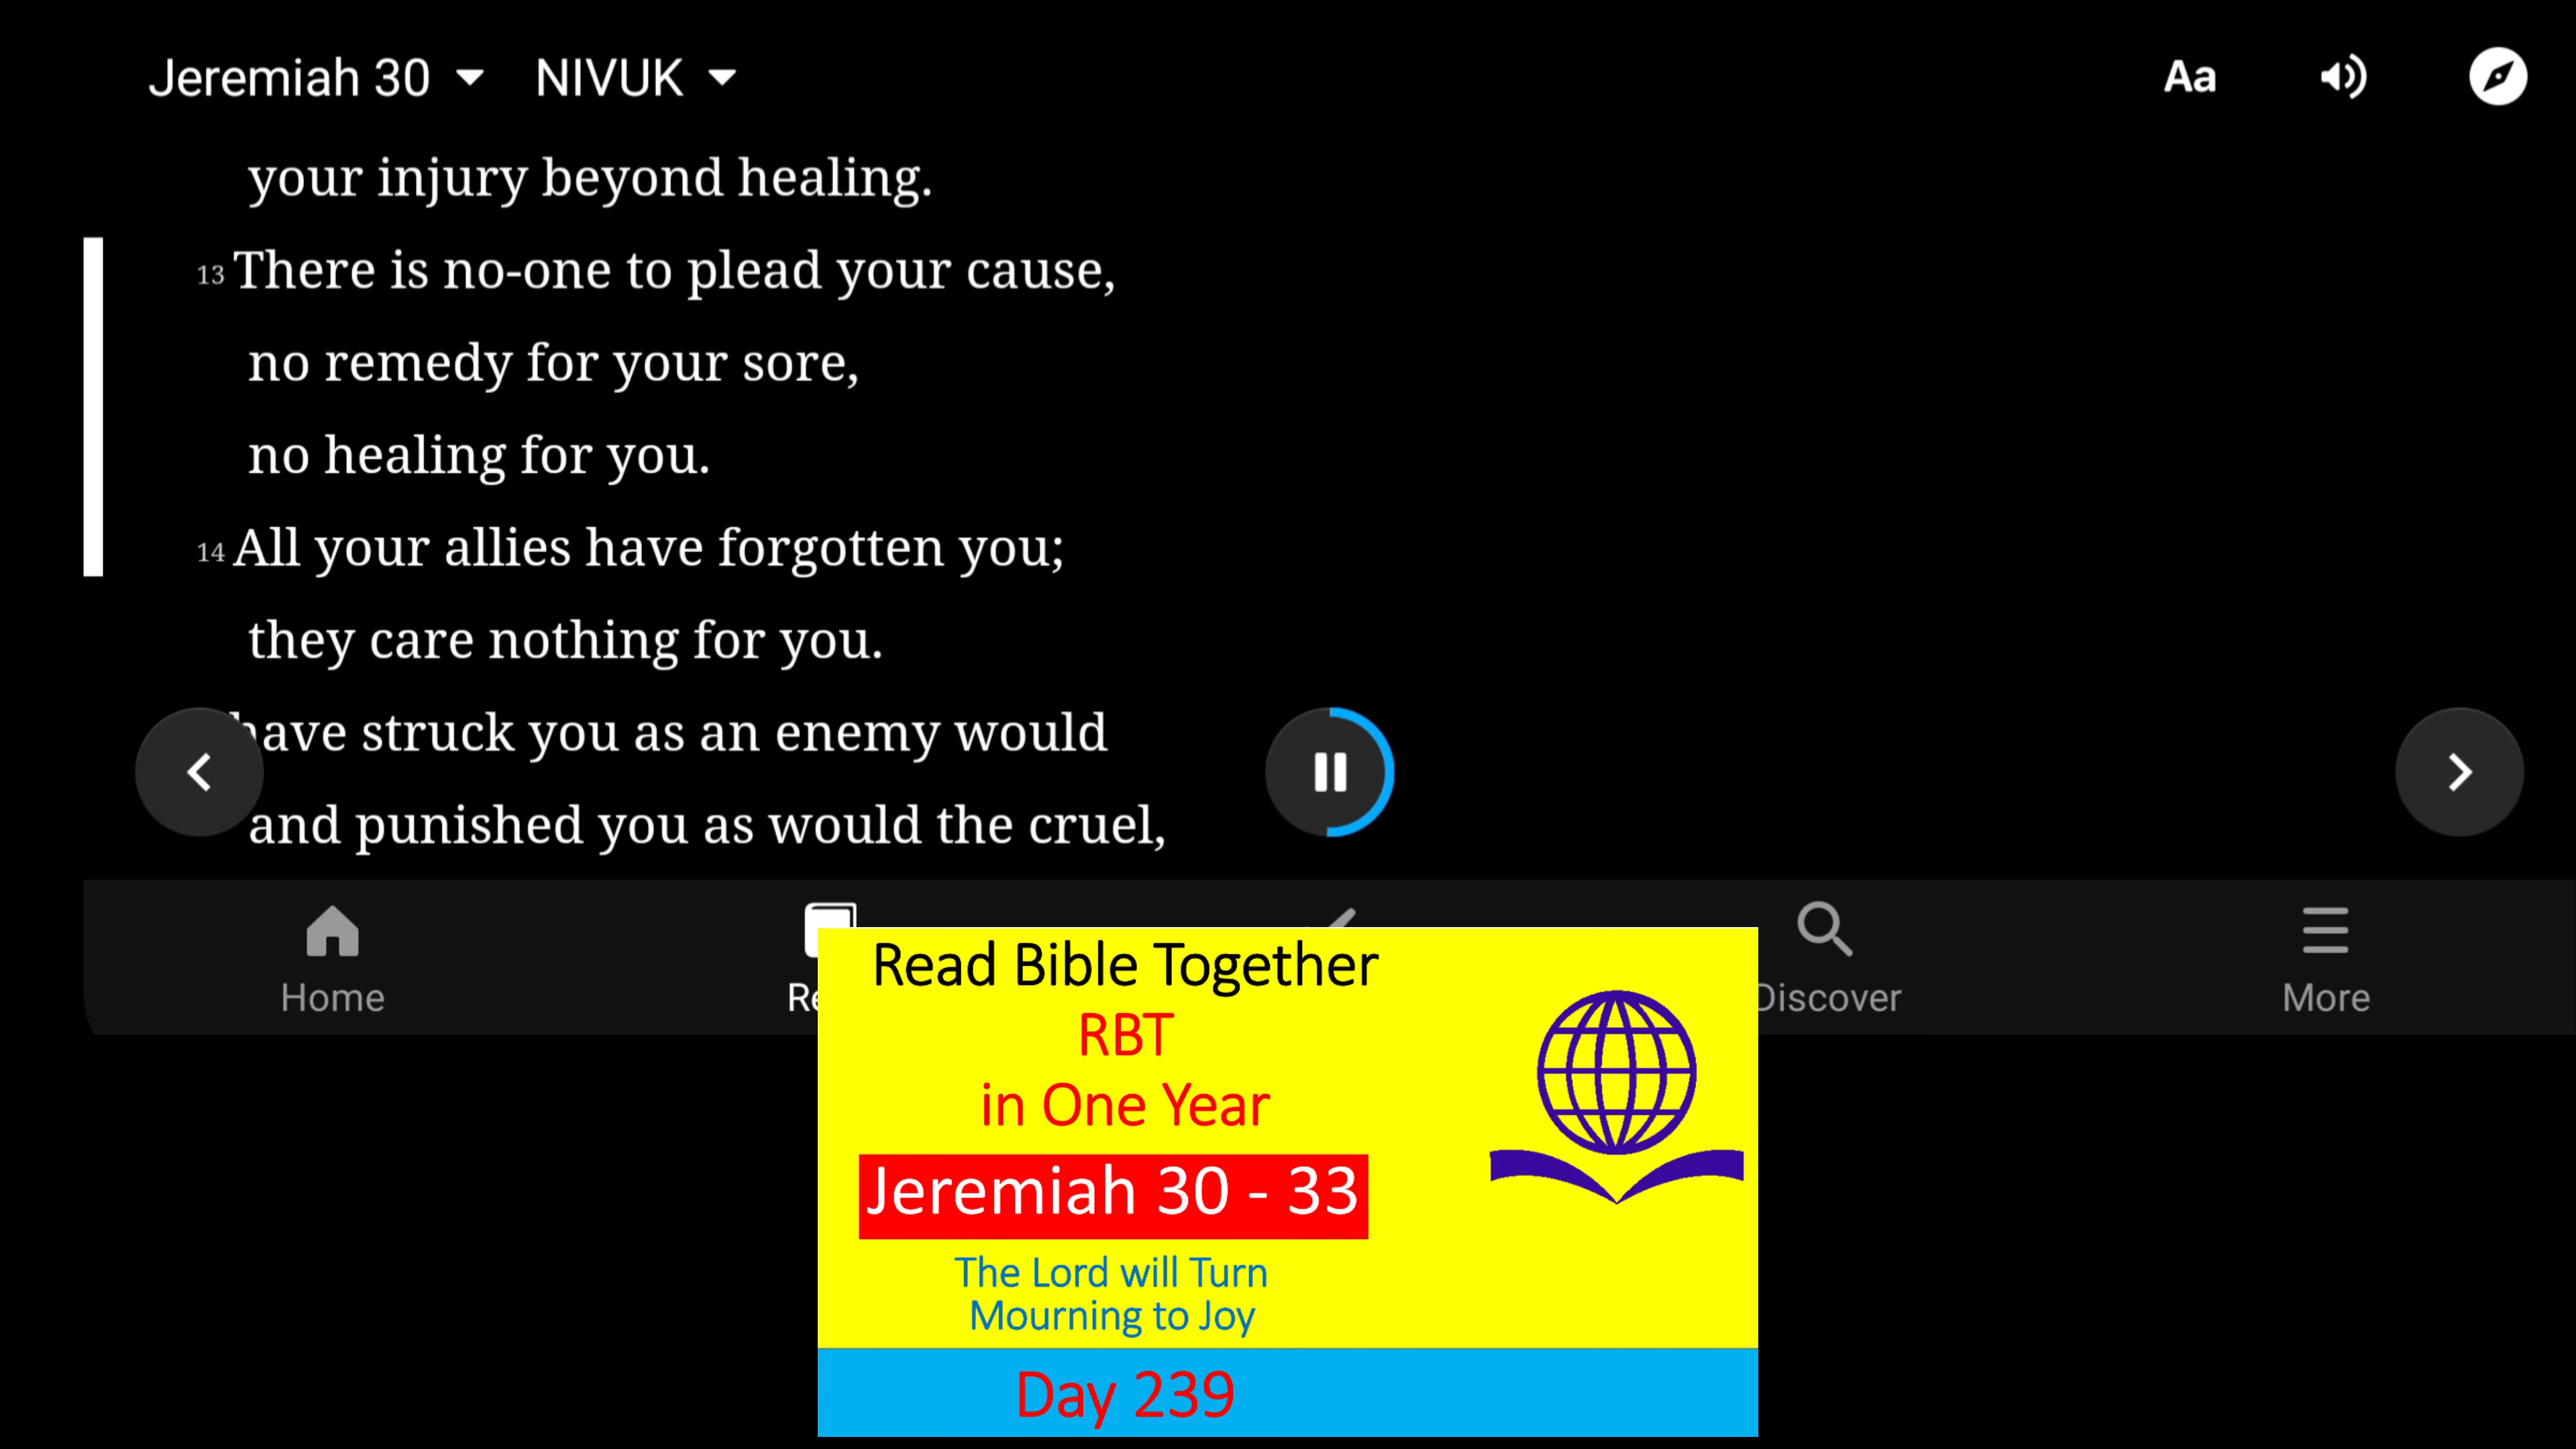 Jeremiah 30 NIVUK Aa
your injury beyond healing.
13 There is no-one to plead your cause,
no remedy for your sore,
no healing for you.
14 All your allies have forgotten you;
they care nothing for you.
have struck you as an enemy would
and punished you as would the cruel,
Home Discover More
Read Bible Together
RBT
in One Year
Jeremiah 30 - 33
The Lord will Turn
Mourning to Joy
Day 239